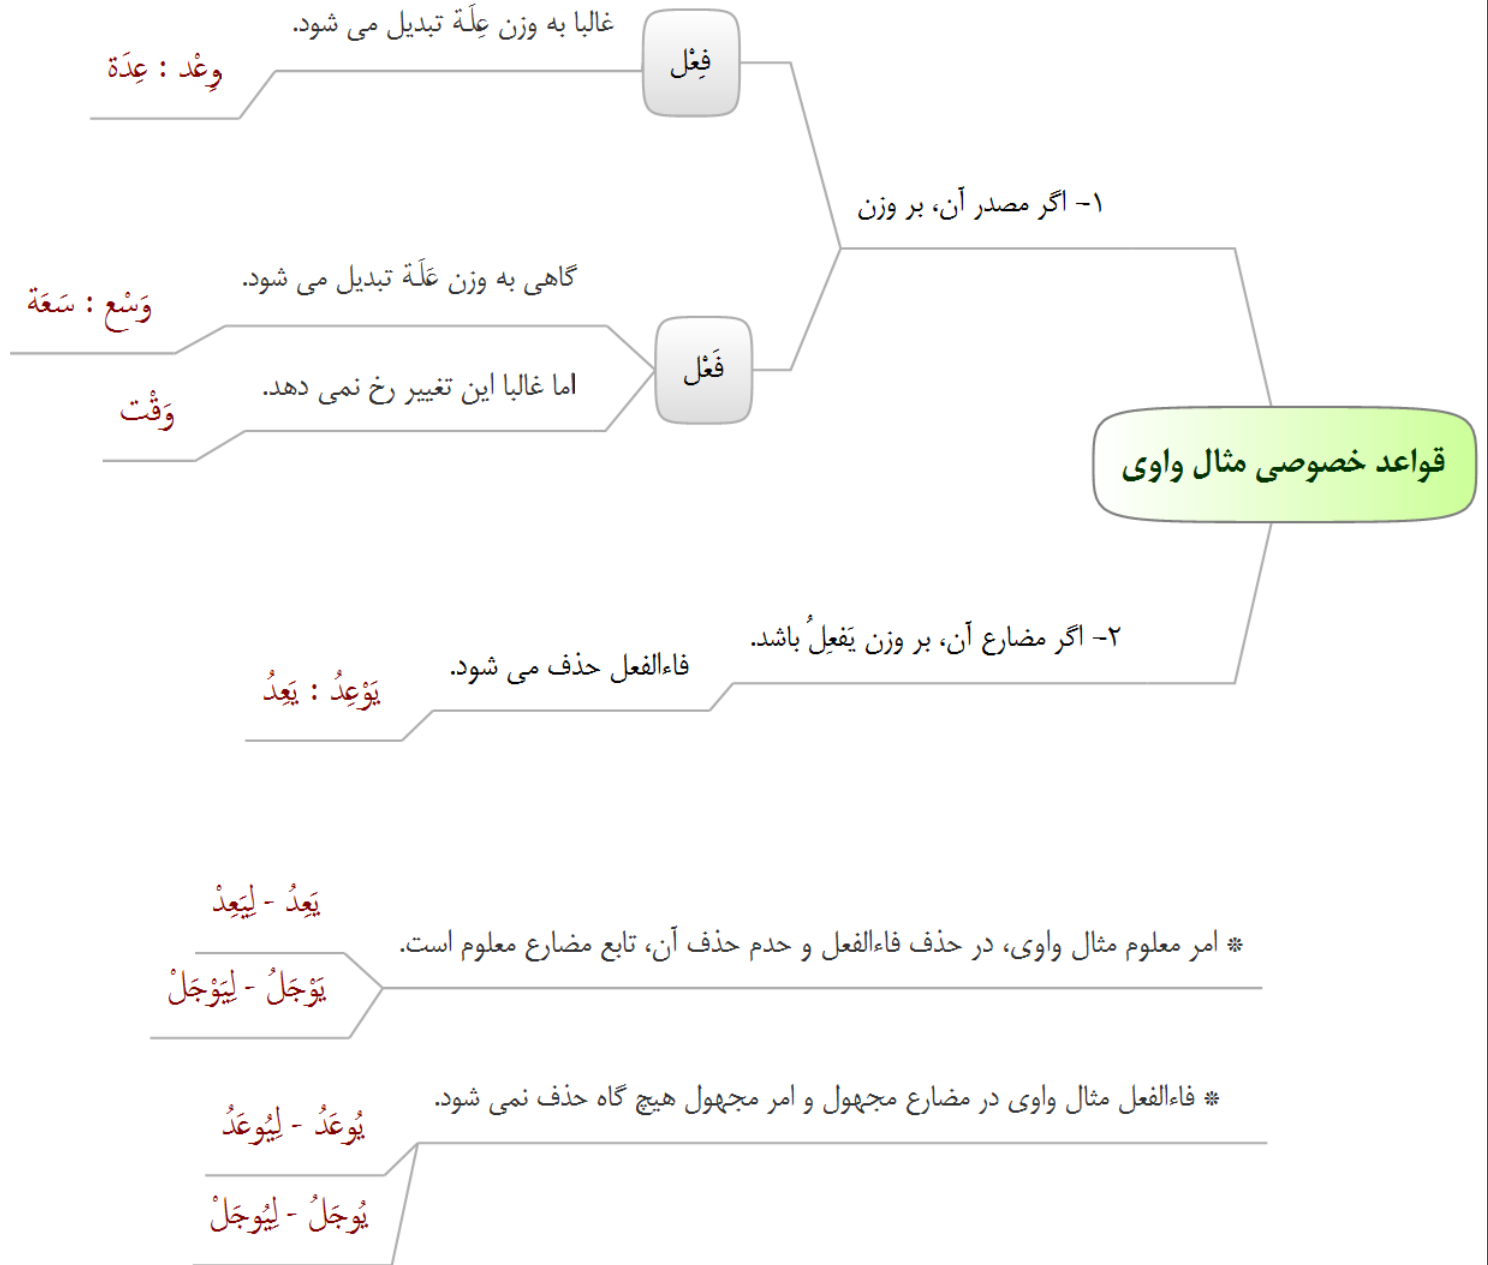 قواعد خصوصی مثال واوی
۱- اگر مصدر آن، بر وزن
فِعْل
غالبا به وزن عِلَة تبدیل می شود.
وِعْد : عِدَة
فَعْل
گاهی به وزن عَلَة تبدیل می شود.
وَسْع : سَعَة
اما غالبا این تغییر رخ نمی دهد.
وَقْت
۲- اگر مضارع آن، بر وزن یَفعِلُ باشد.
فاءالفعل حذف می شود.
یَوْعِدُ : یَعِدُ
* امر معلوم مثال واوی، در حذف فاءالفعل و حدم حذف آن، تابع مضارع معلوم است.
یَعِدُ - لِیَعِدْ
یَوْجَلُ - لِیَوْجَلْ
* فاءالفعل مثال واوی در مضارع مجهول و امر مجهول هیچ گاه حذف نمی شود.
یُوعَدُ - لِیُوعَدُ
یُوجَلُ - لِیُوجَلْ